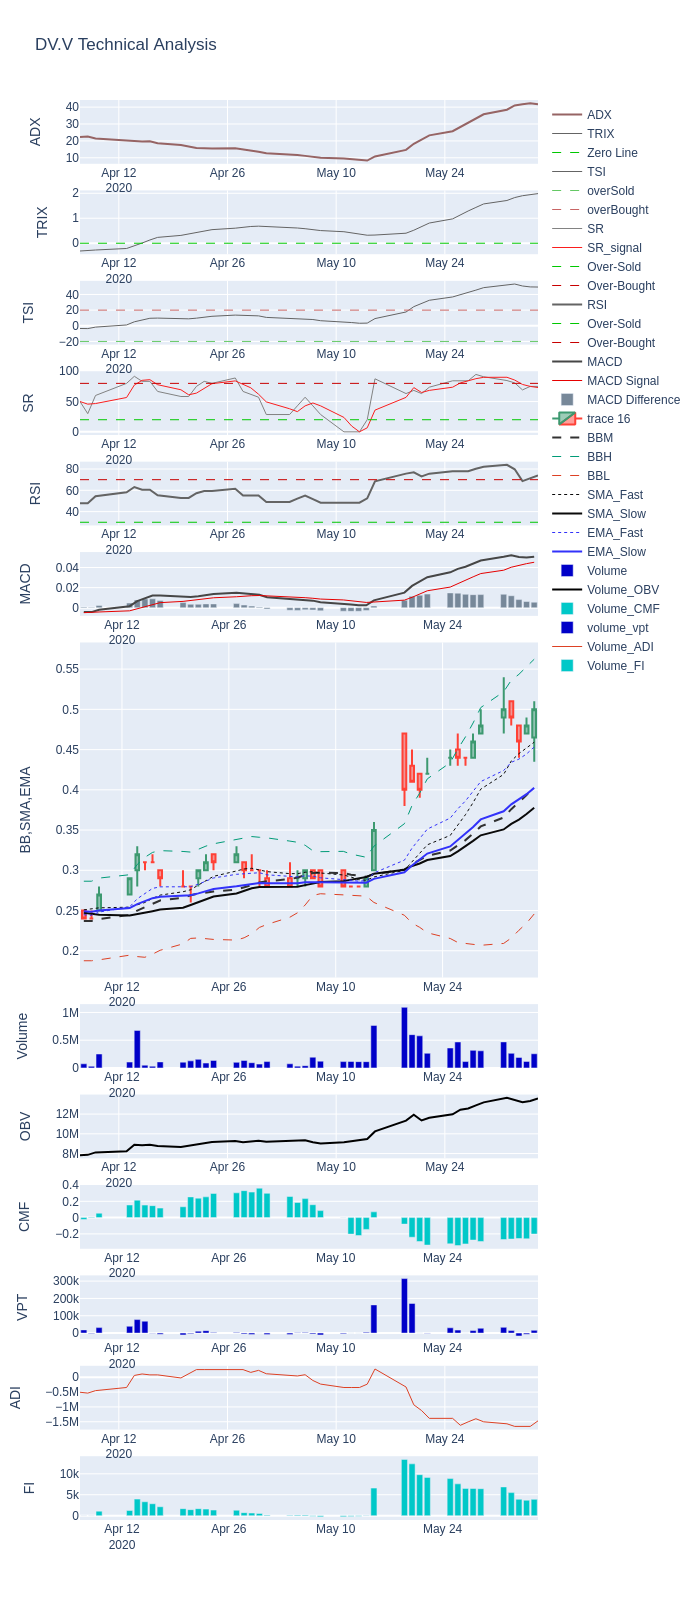 DV.V Technical Analysis
ADX
40
30
20
10
Apr 12
2020
Apr 26
May 10
May 24
TRIX
2
1
0
Apr 12
2020
Apr 26
May 10
May 24
TSI
40
20
0
−20
Apr 12
2020
Apr 26
May 10
May 24
SR
100
50
0
Apr 12
2020
Apr 26
May 10
May 24
RSI
80
60
40
Apr 12
2020
Apr 26
May 10
May 24
MACD
0.04
0.02
0
Apr 12
2020
Apr 26
May 10
May 24
BB,SMA,EMA
0.55
0.5
0.45
0.4
0.35
0.3
0.25
0.2
Apr 12
2020
Apr 26
May 10
May 24
Volume
1M
0.5M
0
Apr 12
2020
Apr 26
May 10
May 24
OBV
12M
10M
8M
Apr 12
2020
Apr 26
May 10
May 24
CMF
0.4
0.2
0
−0.2
Apr 12
2020
Apr 26
May 10
May 24
VPT
300k
200k
100k
0
Apr 12
2020
Apr 26
May 10
May 24
ADI
0
−0.5M
−1M
−1.5M
Apr 12
2020
Apr 26
May 10
May 24
FI
10k
5k
0
Apr 12
2020
Apr 26
May 10
May 24
ADX
TRIX
Zero Line
TSI
overSold
overBought
SR
SR_signal
Over-Sold
Over-Bought
RSI
Over-Sold
Over-Bought
MACD
MACD Signal
MACD Difference
trace 16
BBM
BBH
BBL
SMA_Fast
SMA_Slow
EMA_Fast
EMA_Slow
Volume
Volume_OBV
Volume_CMF
volume_vpt
Volume_ADI
Volume_FI